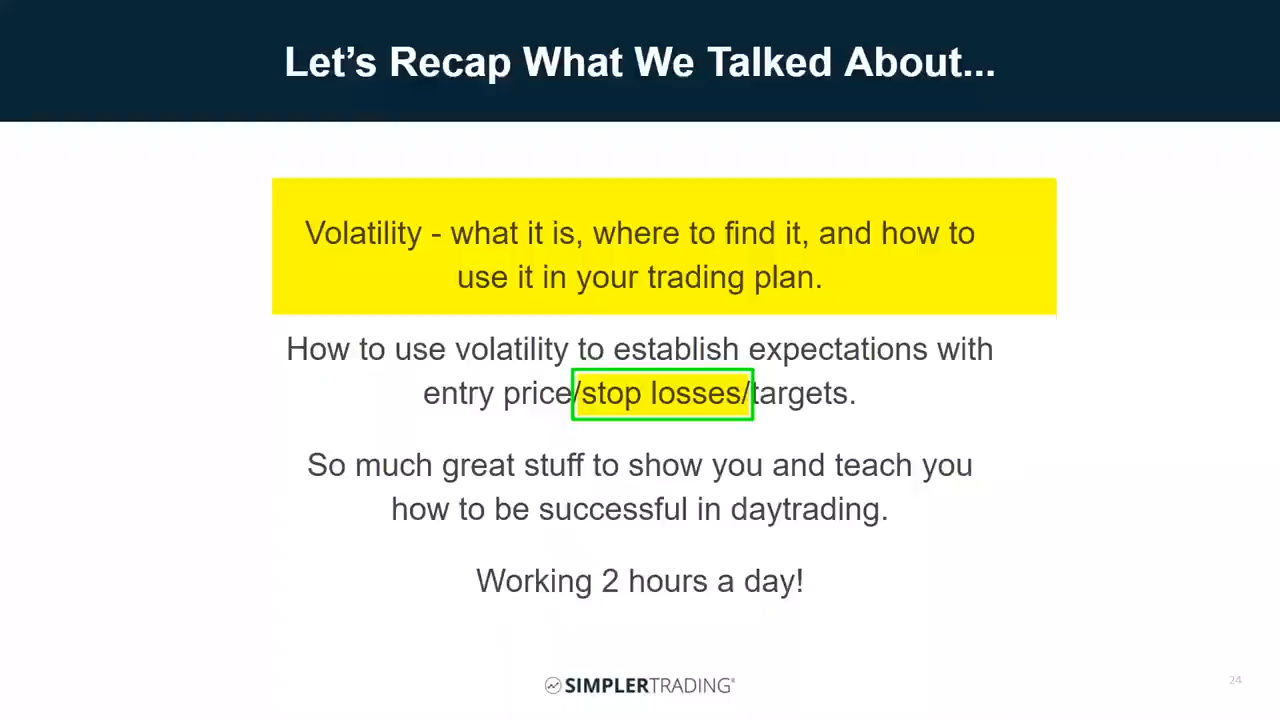 Let’s Recap What We Talked About...
Volatility - what it is, where to find it, and how to
use it in your trading plan.
How to use volatility to establish expectations with
entry price/stop losses/targets.
So much great stuff to show you and teach you
how to be successful in daytrading.
Working 2 hours a day!
SIMPLERTRADING®
24